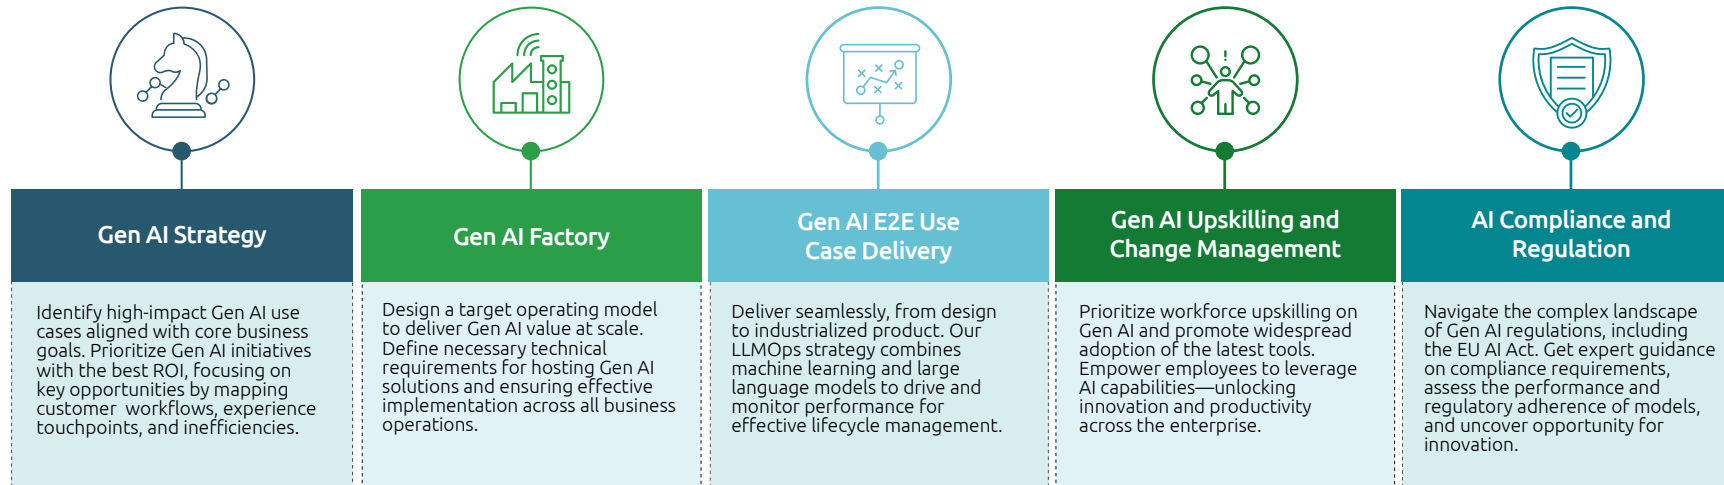 Gen AI Strategy
Identify high-impact Gen AI use
cases aligned with core business
goals. Prioritize Gen AI initiatives
with the best ROI, focusing on
key opportunities by mapping
customer  workflows, experience
touchpoints, and inefficiencies.
Gen AI Factory
Design a target operating model
to deliver Gen AI value at scale.
Define necessary technical
requirements for hosting Gen AI
solutions and ensuring effective
implementation across all business
operations.
Gen AI E2E Use
Case Delivery
Deliver seamlessly, from design
to industrialized product. Our
LLMOps strategy combines
machine learning and large
language models to drive and
monitor performance for
effective lifecycle management.
Gen AI Upskilling and
Change Management
Prioritize workforce upskilling on
Gen AI and promote widespread
adoption of the latest tools.
Empower employees to leverage
AI capabilities—unlocking
innovation and productivity
across the enterprise.
AI Compliance and
Regulation
Navigate the complex landscape
of Gen AI regulations, including
the EU AI Act. Get expert guidance
on compliance requirements,
assess the performance and
regulatory adherence of models,
and uncover opportunity for
innovation.